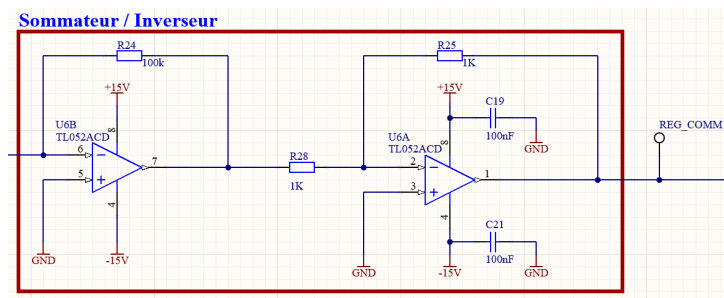 Sommateur / Inverseur
R24
100k
R25
1K
+15V
+15V
C19
100nF
GND
REG_COMM
U6B
TL052ACD
8
6
5
7
4
R28
1K
U6A
TL052ACD
8
2
3
1
4
C21
100nF
GND
-15V
GND
-15V
GND